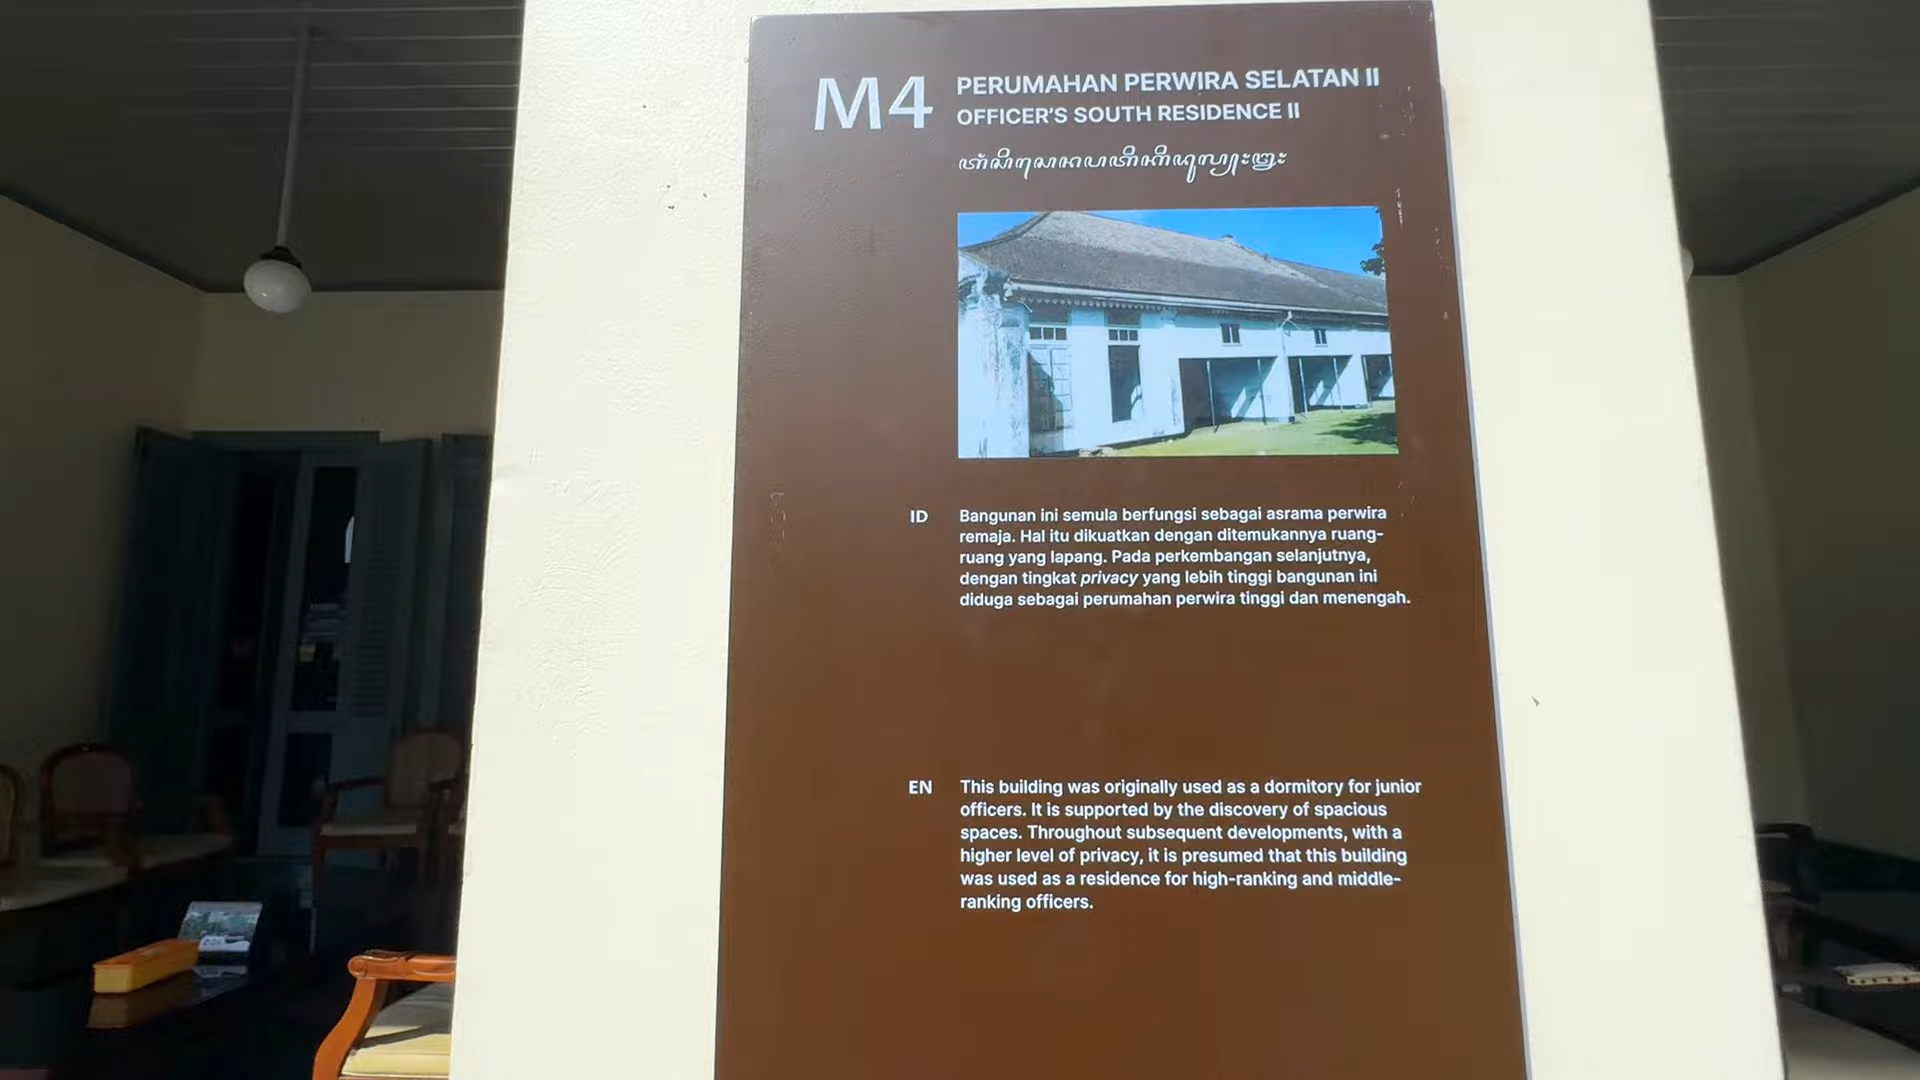 M4
PERUMAHAN PERWIRA SELATAN II
OFFICER'S SOUTH RESIDENCE II
ID
Bangunan ini semula berfungsi sebagai asrama perwira
remaja. Hal itu dikuatkan dengan ditemukannya ruang-
ruang yang lapang. Pada perkembangan selanjutnya,
dengan tingkat privacy yang lebih tinggi bangunan ini
diduga sebagai perumahan perwira tinggi dan menengah.
EN
This building was originally used as a dormitory for junior
officers. It is supported by the discovery of spacious
spaces. Throughout subsequent developments, with a
higher level of privacy, it is presumed that this building
was used as a residence for high-ranking and middle-
ranking officers.